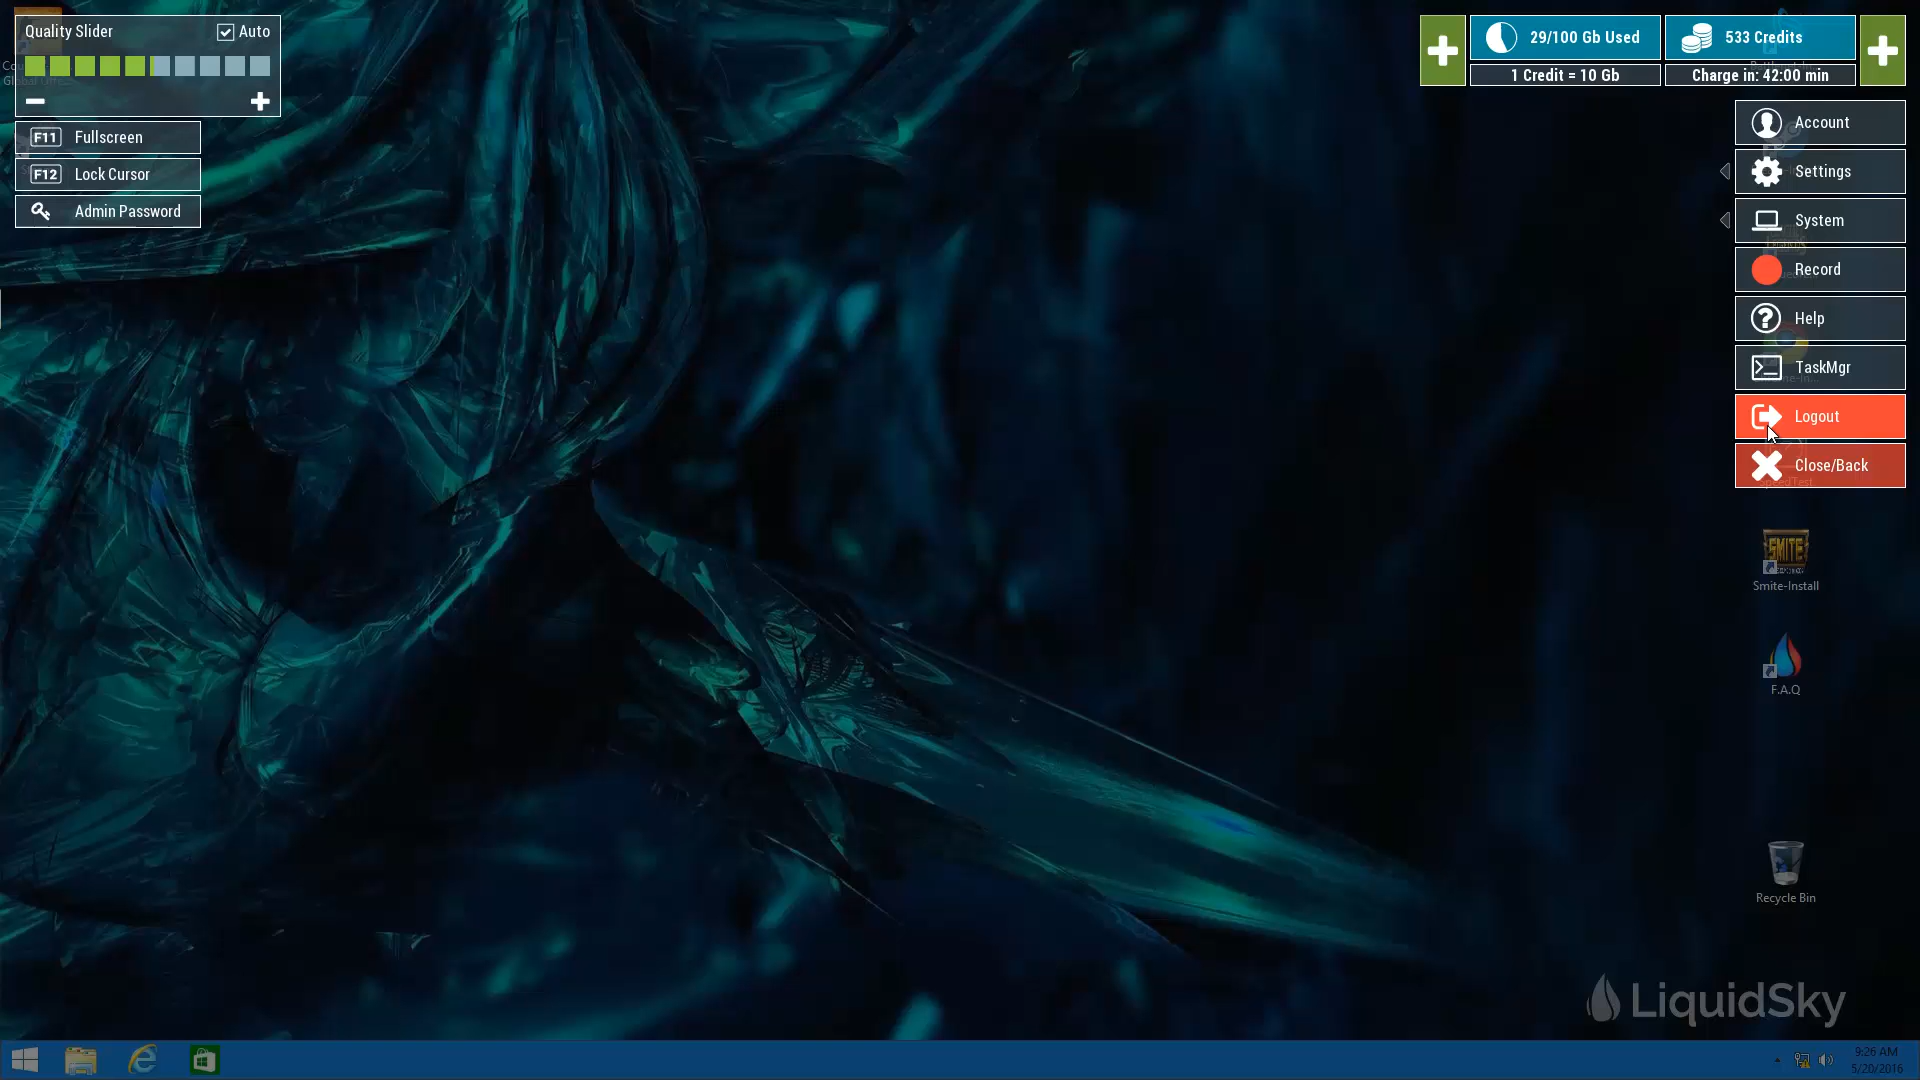 Quality Slider
Auto
F11 Fullscreen
F12 Lock Cursor
Admin Password
29/100 Gb Used
533 Credits
1 Credit = 10 Gb
Charge in: 42:00 min
Account
Settings
System
Record
Help
TaskMgr
Logout
Close/Back
SpeedTest
SMITE
Smite-Install
F.A.Q
Recycle Bin
LiquidSky
9:26 AM
5/20/2016